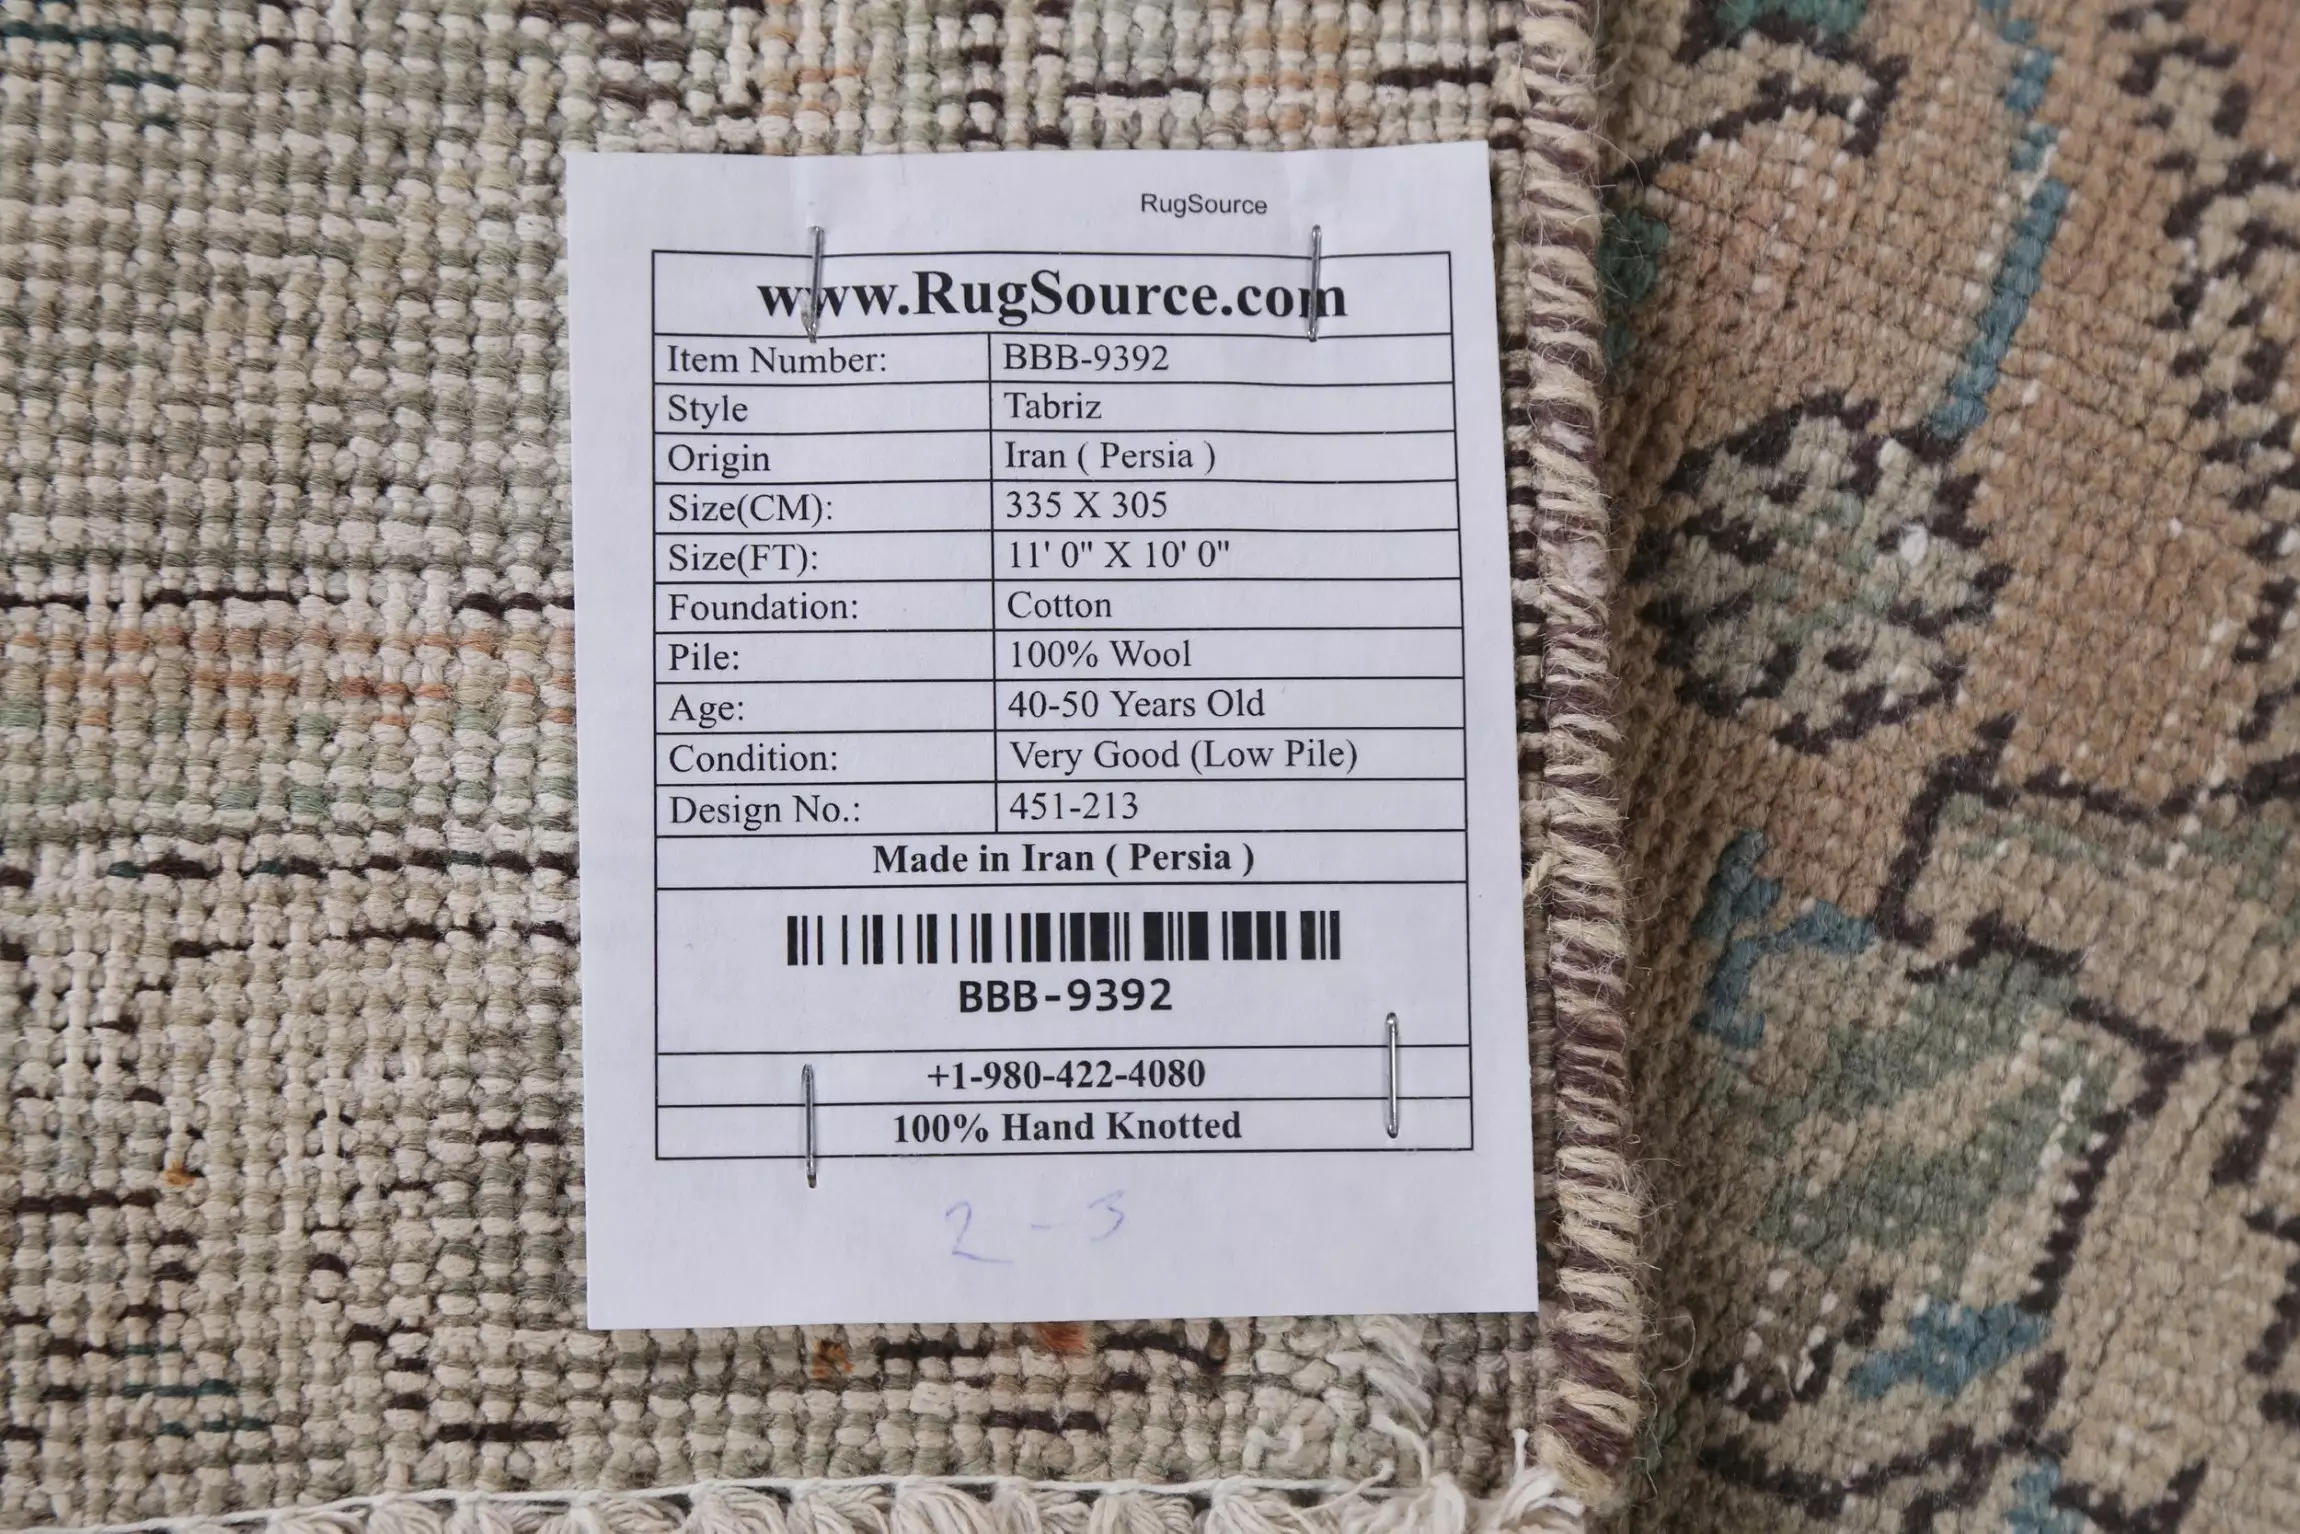 RugSource
www.RugSource.com
Item Number: BBB-9392
Style Tabriz
Origin Iran ( Persia )
Size(CM): 335 X 305
Size(FT): 11' 0" X 10' 0"
Foundation: Cotton
Pile: 100% Wool
Age: 40-50 Years Old
Condition: Very Good (Low Pile)
Design No.: 451-213
Made in Iran ( Persia )
BBB-9392
+1-980-422-4080
100% Hand Knotted
2 - 3